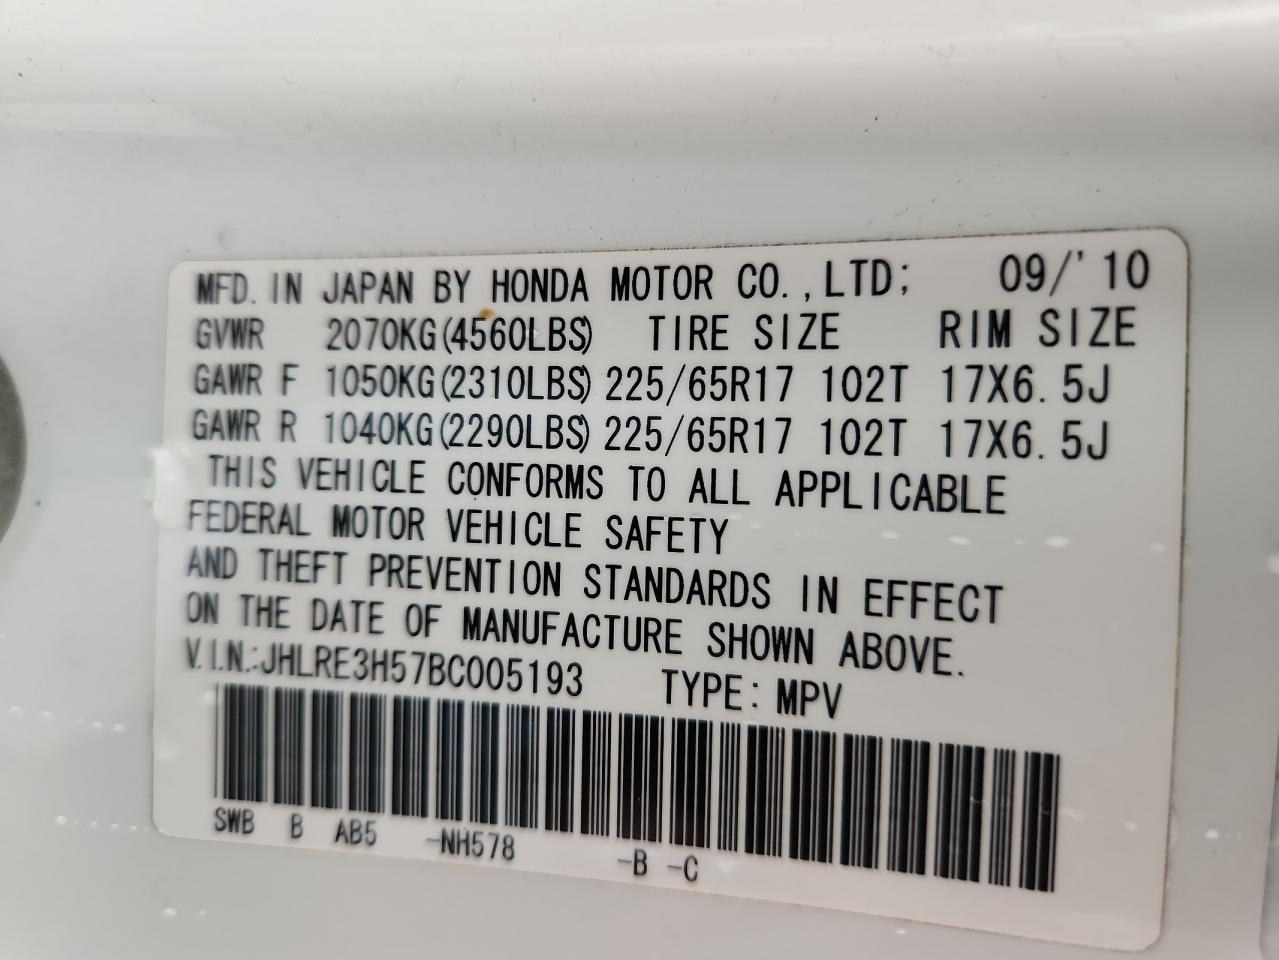 MFD. IN JAPAN BY HONDA MOTOR CO.,LTD; 09/'10
GVWR 2070KG(4560LBS) TIRE SIZE RIM SIZE
GAWR F 1050KG(2310LBS) 225/65R17 102T 17X6.5J
GAWR R 1040KG(2290LBS) 225/65R17 102T 17X6.5J
THIS VEHICLE CONFORMS TO ALL APPLICABLE
FEDERAL MOTOR VEHICLE SAFETY
AND THEFT PREVENTION STANDARDS IN EFFECT
ON THE DATE OF MANUFACTURE SHOWN ABOVE.
V.I.N.:JHLRE3H57BC005193 TYPE: MPV
SWB B AB5 -NH578 -B -C